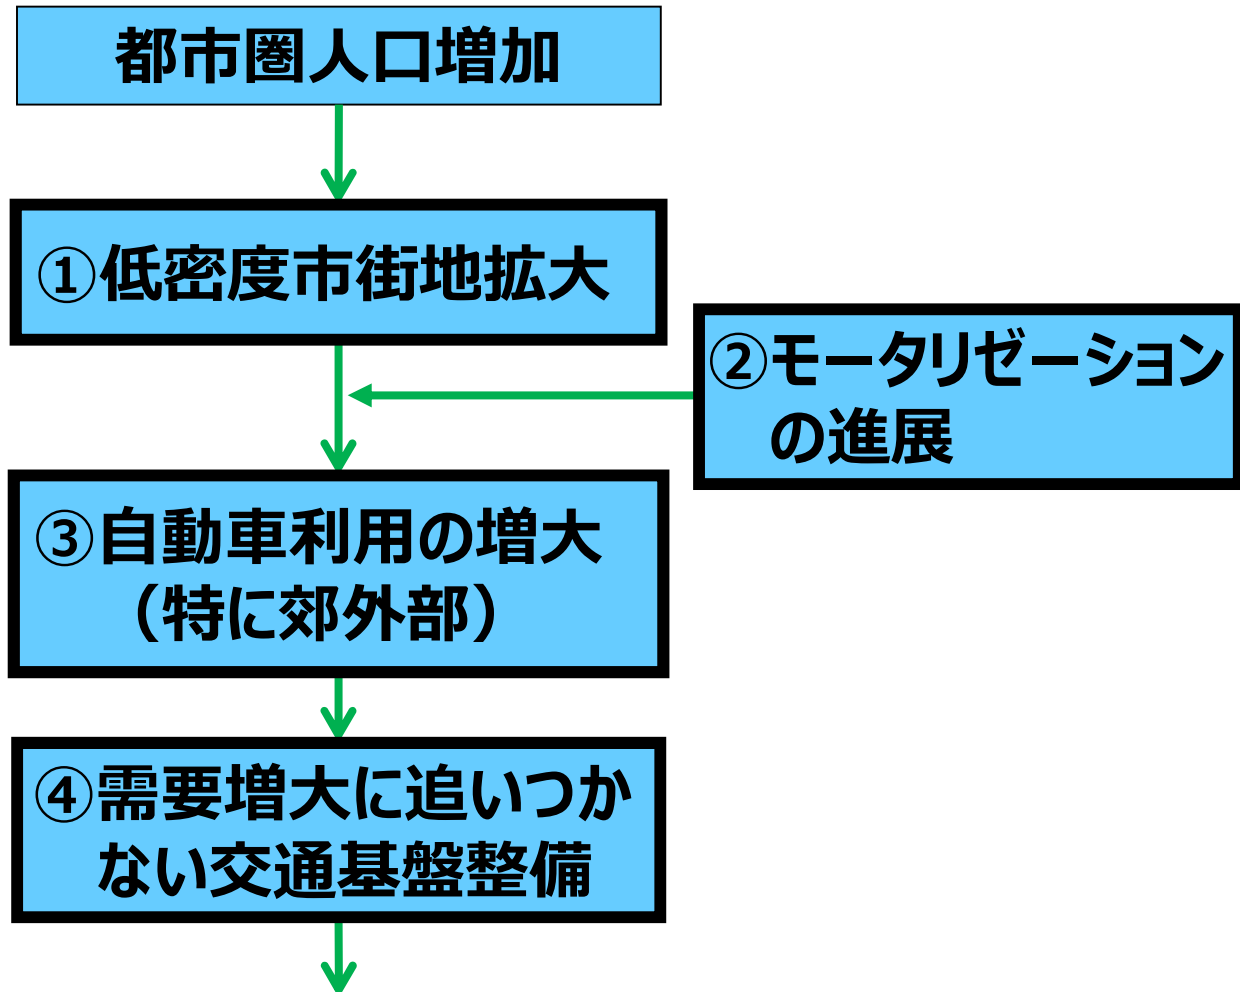 都市圏人口増加
①低密度市街地拡大
②モータリゼーション
の進展
③自動車利用の増大
（特に郊外部）
④需要増大に追いつか
ない交通基盤整備